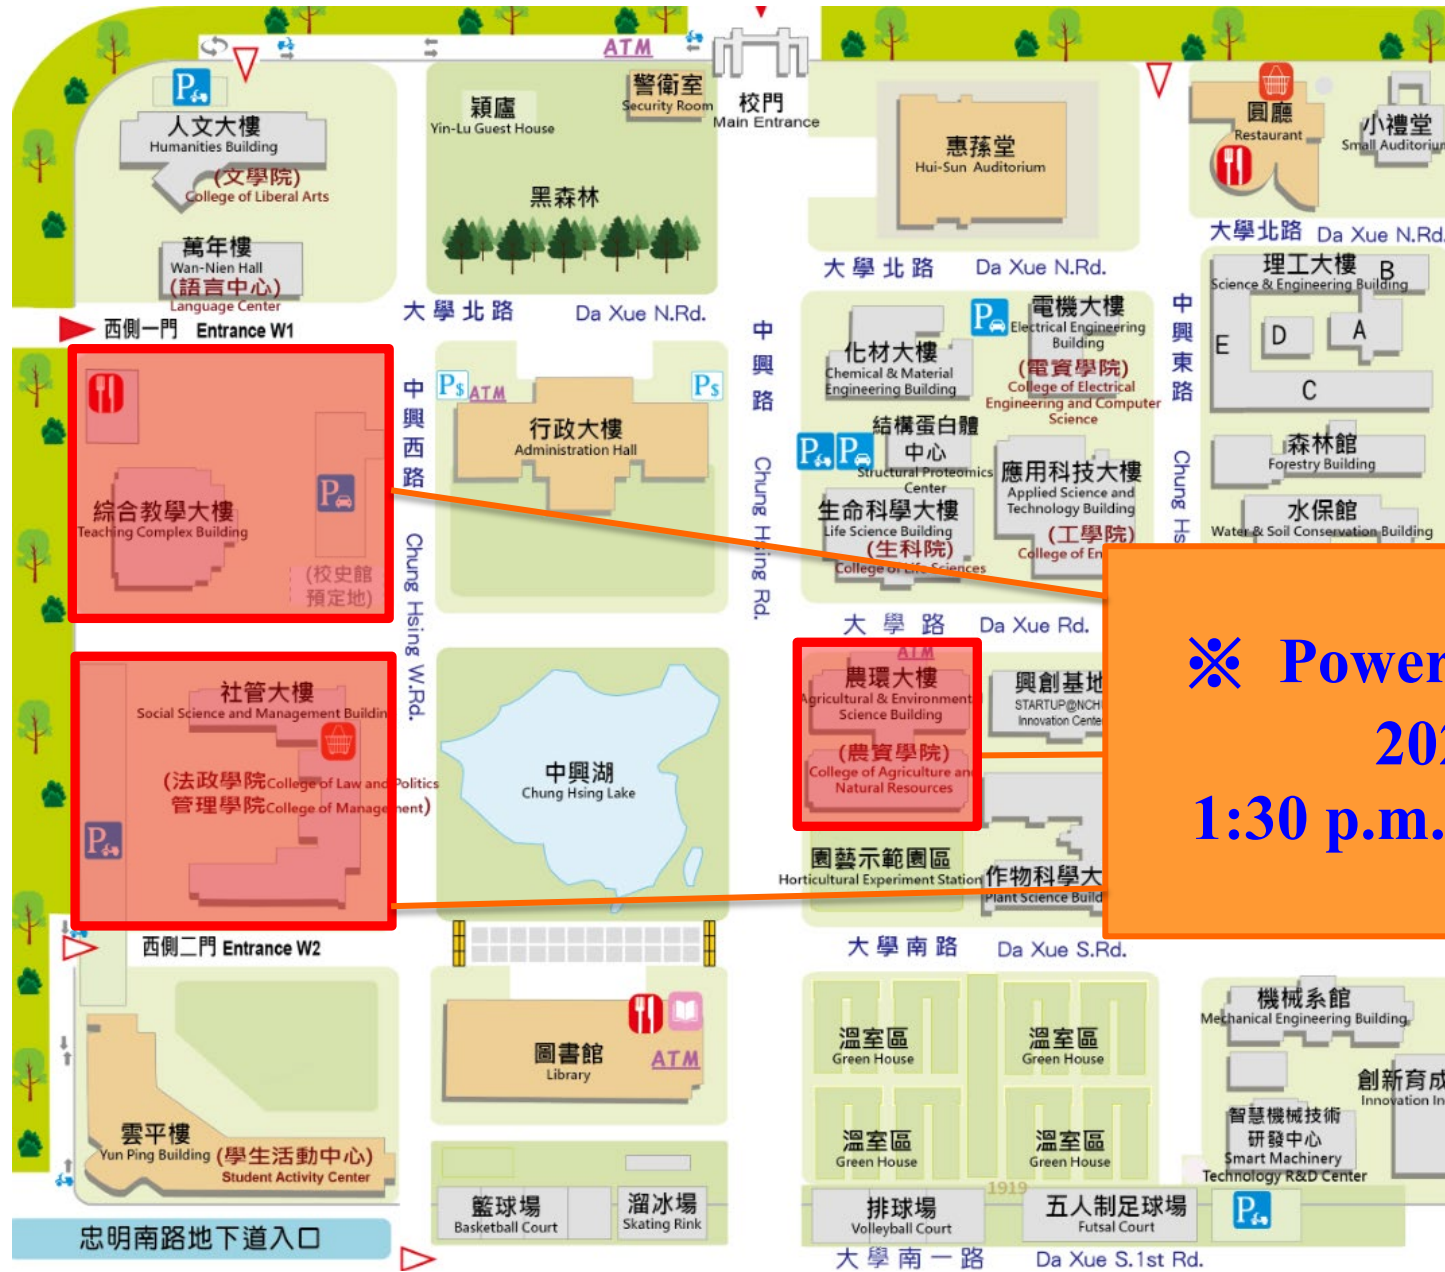 ATM
警衛室
Security Room
校門
Main Entrance
穎廬
Yin-Lu Guest House
人文大樓
Humanities Building
(文學院)
College of Liberal Arts
黑森林
惠蓀堂
Hui-Sun Auditorium
圓廳
Restaurant
小禮堂
Small Auditorium
萬年樓
Wan-Nien Hall
(語言中心)
Language Center
大學北路 Da Xue N.Rd.
大學北路 Da Xue N.Rd.
大學北路 Da Xue N.Rd.
西側一門 Entrance W1
理工大樓 B
Science & Engineering Building
E D A
C
電機大樓
Electrical Engineering
Building
(電資學院)
College of Electrical
Engineering and Computer
Science
化材大樓
Chemical & Material
Engineering Building
中興路 Chung Hsing Rd.
中興東路 Chung Hs
中興西路 Chung Hsing W.Rd.
P$ ATM
P$
行政大樓
Administration Hall
結構蛋白體
中心
Structural Proteomics
Center
應用科技大樓
Applied Science and
Technology Building
(工學院)
College of En
生命科學大樓
Life Science Building
(生科院)
College of Life Sciences
森林館
Forestry Building
水保館
Water & Soil Conservation Building
綜合教學大樓
Teaching Complex Building
P
(校史館
預定地)
大學路 Da Xue Rd.
ATM
農環大樓
Agricultural & Environment
Science Building
(農資學院)
College of Agriculture and
Natural Resources
興創基地
STARTUP@NCH
Innovation Cente
※ Power
202
1:30 p.m.
社管大樓
Social Science and Management Buildin
(法政學院College of Law and Politics
管理學院College of Management)
P
中興湖
Chung Hsing Lake
園藝示範園區
Horticultural Experiment Station
作物科學大
Plant Science Build
西側二門 Entrance W2
大學南路 Da Xue S.Rd.
圖書館
Library
ATM
溫室區
Green House
溫室區
Green House
溫室區
Green House
溫室區
Green House
1919
機械系館
Mechanical Engineering Building
創新育成
Innovation In
智慧機械技術
研發中心
Smart Machinery
Technology R&D Center
雲平樓
Yun Ping Building
(學生活動中心)
Student Activity Center
籃球場
Basketball Court
溜冰場
Skating Rink
排球場
Volleyball Court
五人制足球場
Futsal Court
P
忠明南路地下道入口
大學南一路 Da Xue S.1st Rd.